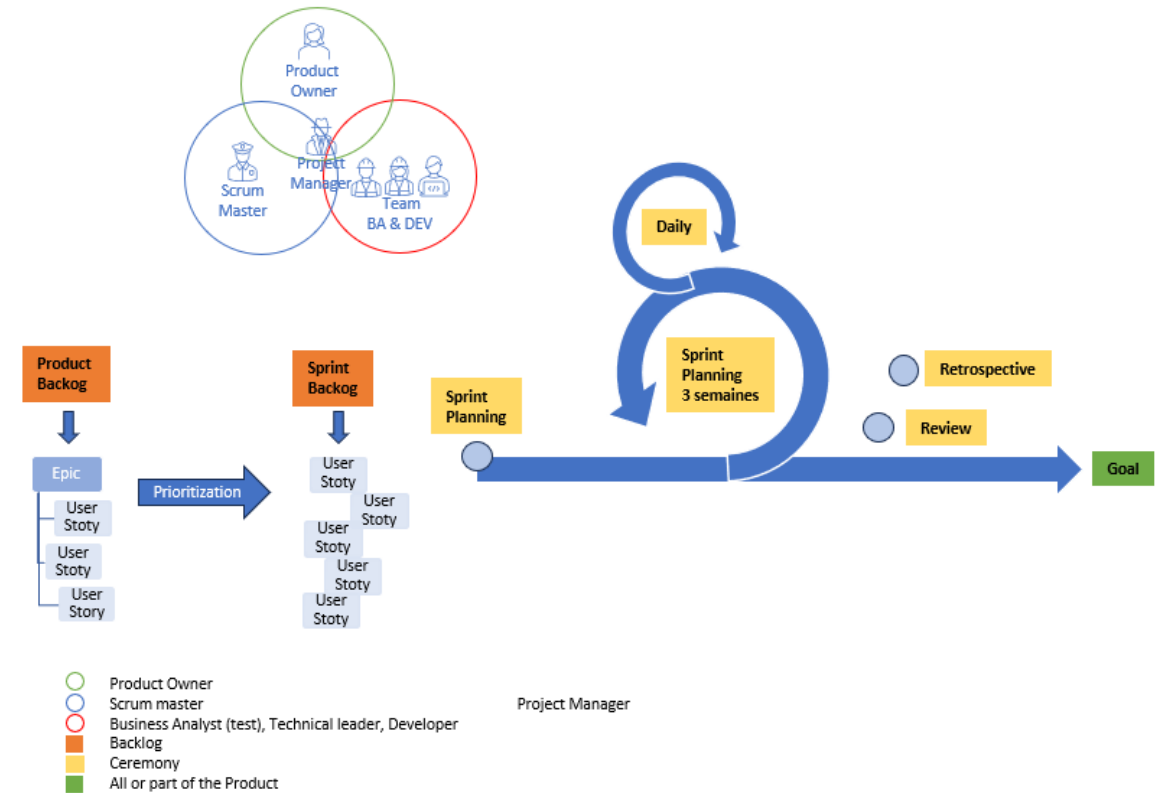 Product
Owner
Project
Manager
Scrum
Master
Team
BA & DEV
Daily
Sprint
Planning
3 semaines
Retrospective
Review
Goal
Product
Backog
Sprint
Backog
Sprint
Planning
Epic
User
Stoty
User
Stoty
User
Story
Prioritization
User
Stoty
User
Stoty
User
Stoty
User
Stoty
User
Stoty
Product Owner
Scrum master
Project Manager
Business Analyst (test), Technical leader, Developer
Backlog
Ceremony
All or part of the Product